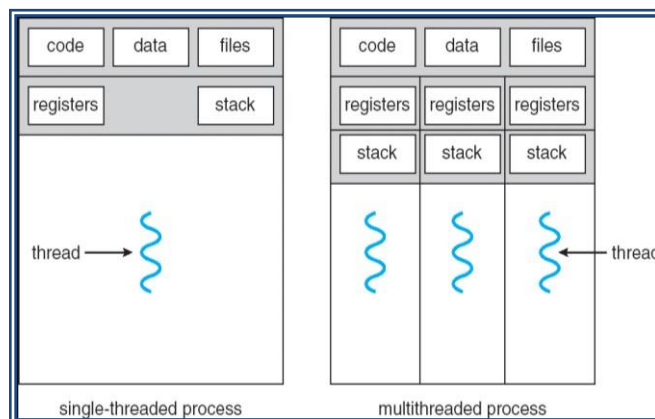 code data files
registers stack
thread
single-threaded process
code data files
registers registers registers
stack stack stack
thread
multithreaded process